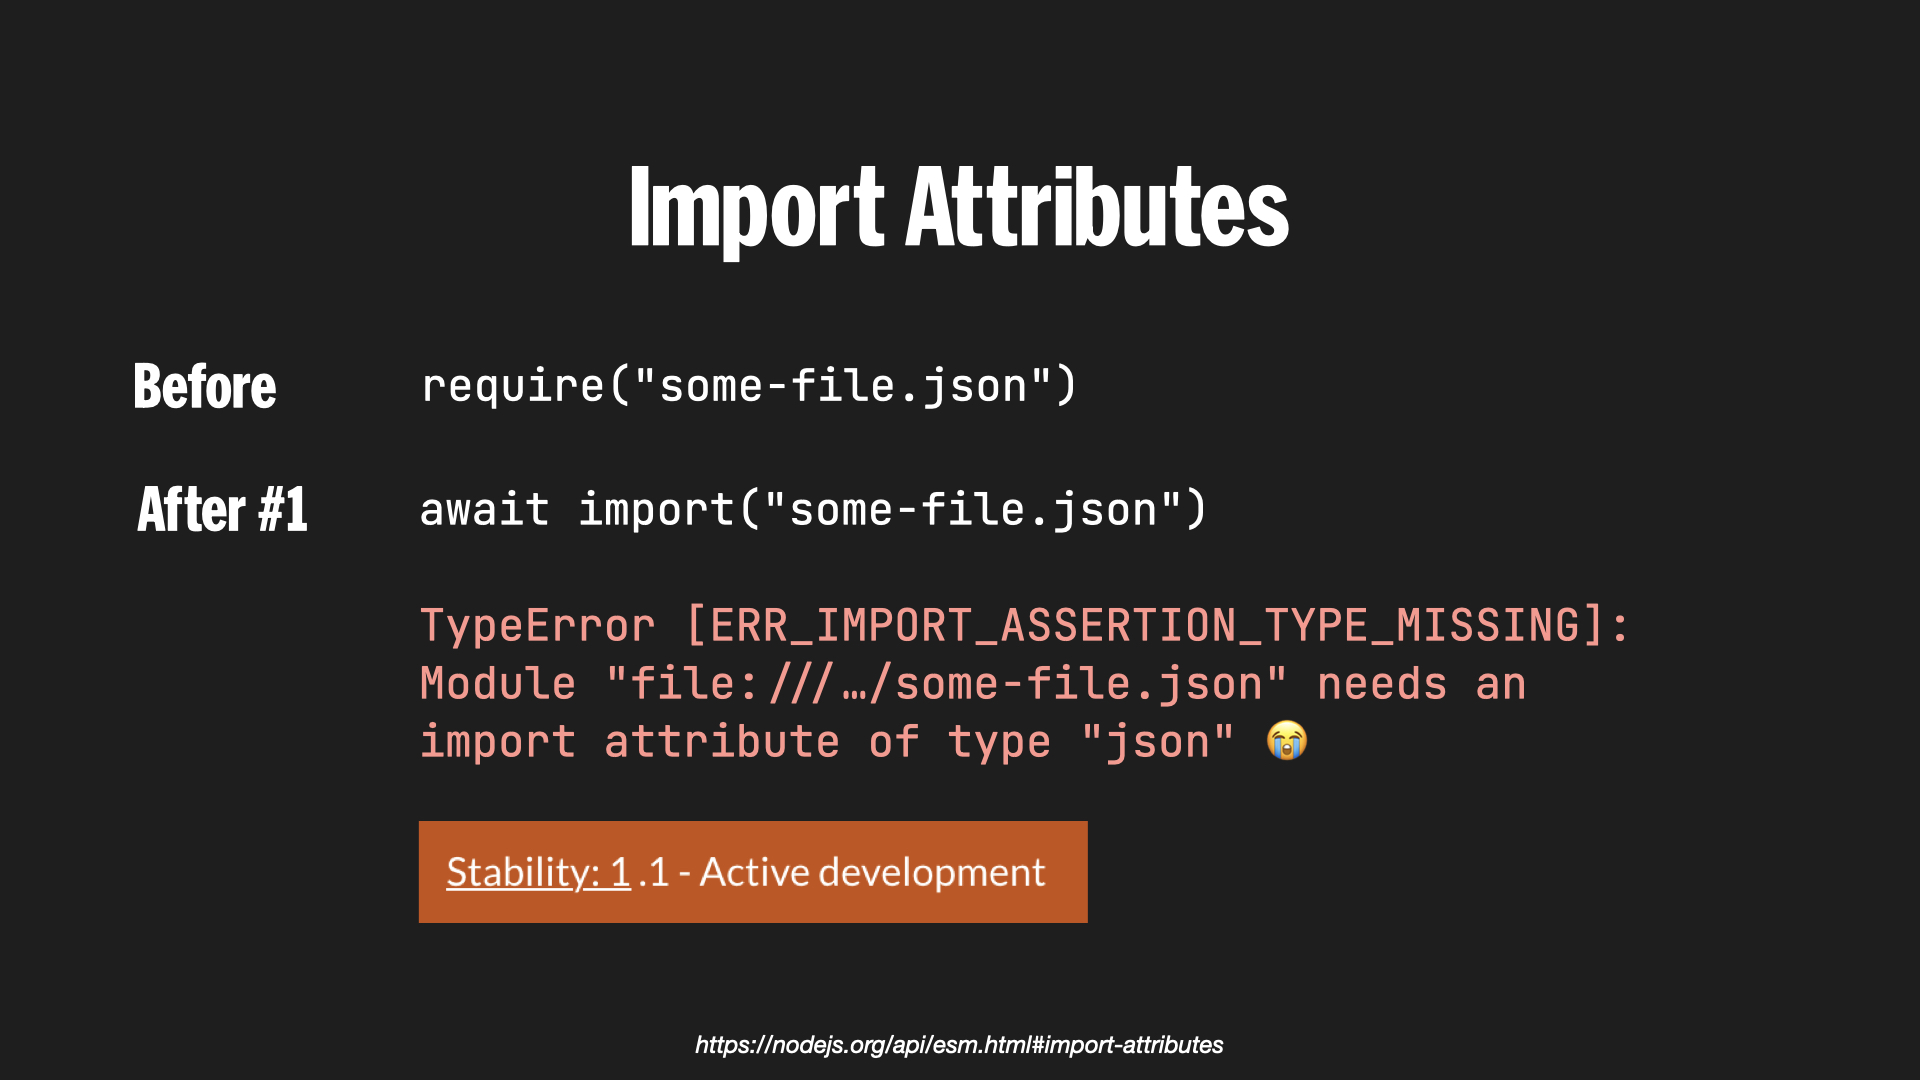 Import Attributes
Before require("some-file.json")
After #1 await import("some-file.json")
TypeError [ERR_IMPORT_ASSERTION_TYPE_MISSING]:
Module "file:///…/some-file.json" needs an
import attribute of type "json" 😭
Stability: 1.1 - Active development
https://nodejs.org/api/esm.html#import-attributes